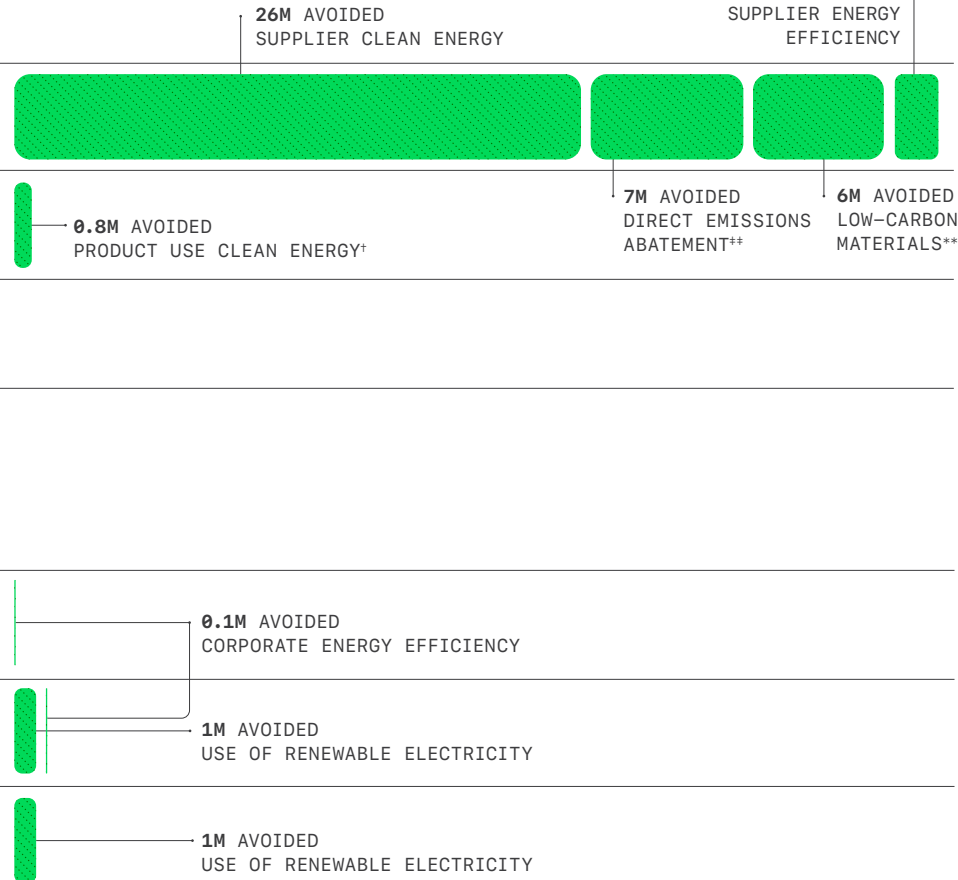 26M AVOIDED
SUPPLIER CLEAN ENERGY
SUPPLIER ENERGY
EFFICIENCY
0.8M AVOIDED
PRODUCT USE CLEAN ENERGY†
7M AVOIDED
DIRECT EMISSIONS
ABATEMENT‡‡
6M AVOIDED
LOW–CARBON
MATERIALS**
0.1M AVOIDED
CORPORATE ENERGY EFFICIENCY
1M AVOIDED
USE OF RENEWABLE ELECTRICITY
1M AVOIDED
USE OF RENEWABLE ELECTRICITY